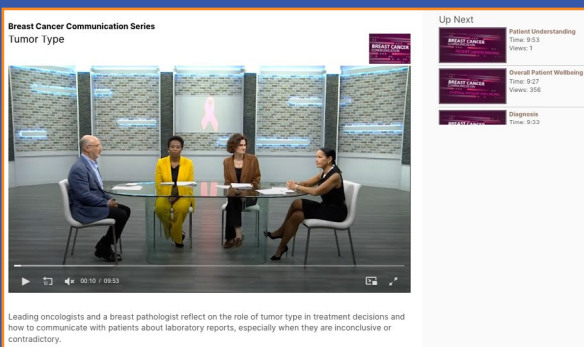 Breast Cancer Communication Series
Tumor Type
BREAST CANCER
00:10 / 09:53
Leading oncologists and a breast pathologist reflect on the role of tumor type in treatment decisions and
how to communicate with patients about laboratory reports, especially when they are inconclusive or
contradictory.
Up Next
BREAST CANCER
Patient Understanding
Time: 9:53
Views: 1
BREAST CANCER
Overall Patient Wellbeing
Time: 9:27
Views: 356
BREAST CANCER
Diagnosis
Time: 9:33